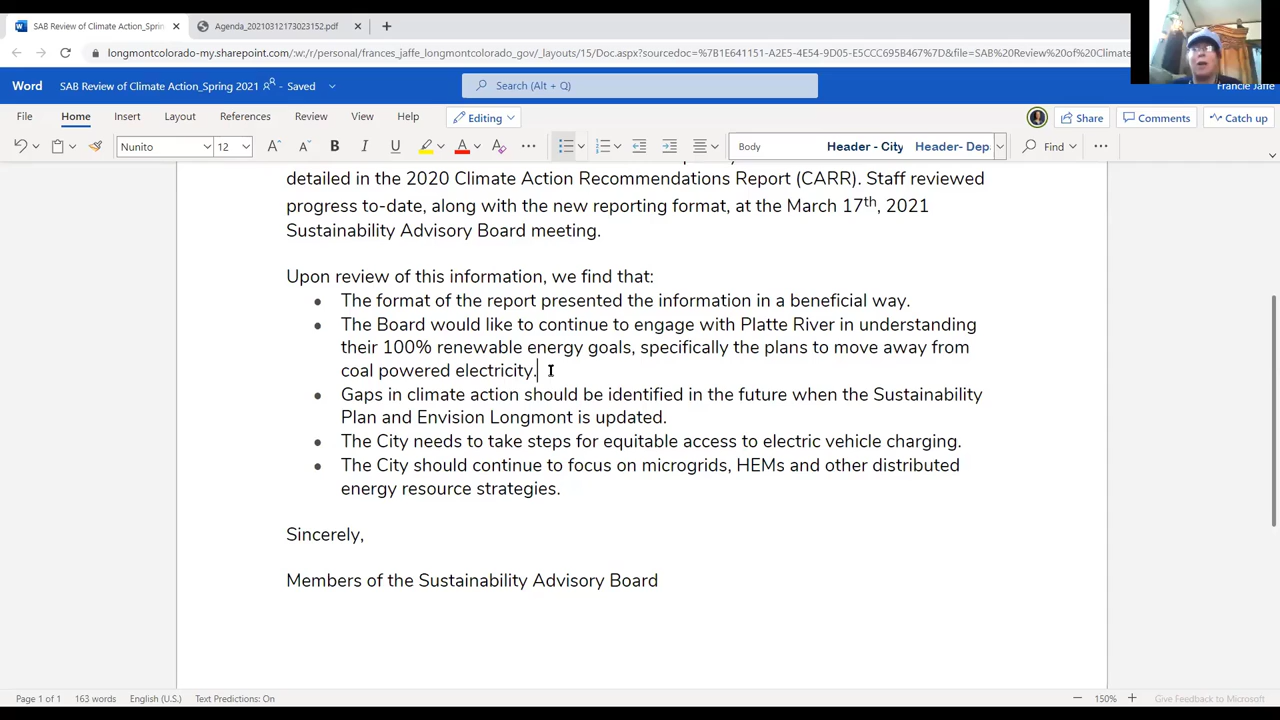 SAB Review of Climate Action_Sprin
Agenda_20210312173023152.pdf
longmontcolorado-my.sharepoint.com/:w:/r/personal/frances_jaffe_longmontcolorado_gov/_layouts/15/Doc.aspx?sourcedoc=%7B1E641151-A2E5-4E54-9D05-E5CCC695B467%7D&file=SAB%20Review%20of%20Climate
Word SAB Review of Climate Action_Spring 2021 - Saved Search (Alt + Q) Francie Jaffe
File Home Insert Layout References Review View Help Editing Share Comments Catch up
Nunito 12 A A B I U A A Body Header - City Header- Dep Find
detailed in the 2020 Climate Action Recommendations Report (CARR). Staff reviewed
progress to-date, along with the new reporting format, at the March 17th, 2021
Sustainability Advisory Board meeting.
Upon review of this information, we find that:
• The format of the report presented the information in a beneficial way.
• The Board would like to continue to engage with Platte River in understanding
their 100% renewable energy goals, specifically the plans to move away from
coal powered electricity.
• Gaps in climate action should be identified in the future when the Sustainability
Plan and Envision Longmont is updated.
• The City needs to take steps for equitable access to electric vehicle charging.
• The City should continue to focus on microgrids, HEMs and other distributed
energy resource strategies.
Sincerely,
Members of the Sustainability Advisory Board
Page 1 of 1 163 words English (U.S.) Text Predictions: On 150% Give Feedback to Microsoft